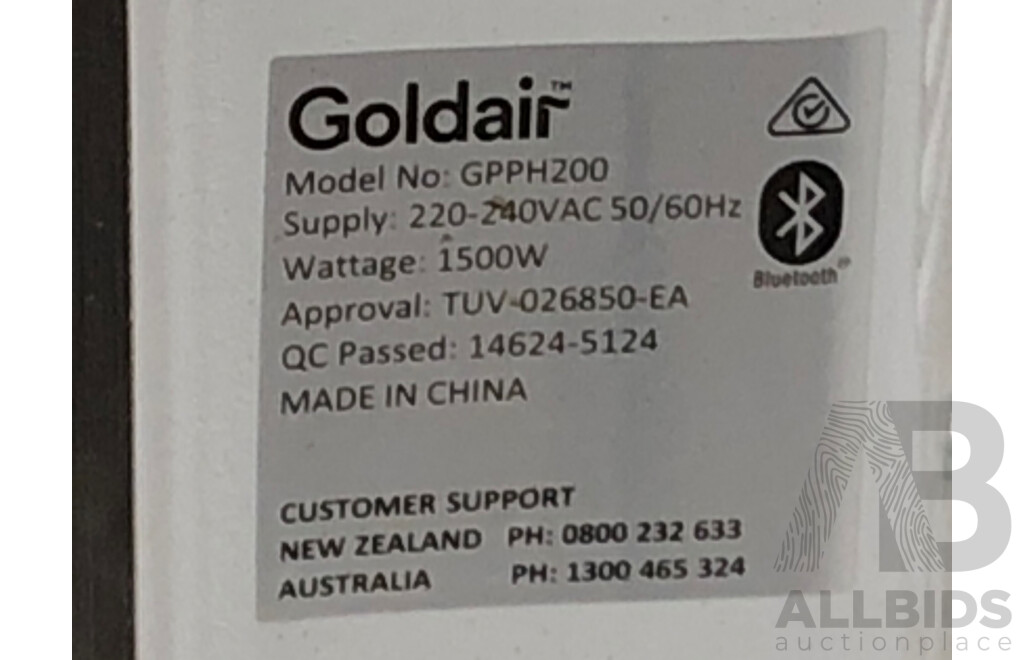 Goldair™
Model No: GPPH200
Supply: 220-240VAC 50/60Hz
Wattage: 1500W
Approval: TUV-026850-EA
QC Passed: 14624-5124
MADE IN CHINA
Bluetooth®
CUSTOMER SUPPORT
NEW ZEALAND PH: 0800 232 633
AUSTRALIA PH: 1300 465 324
AB
ALLBIDS
auctionplace